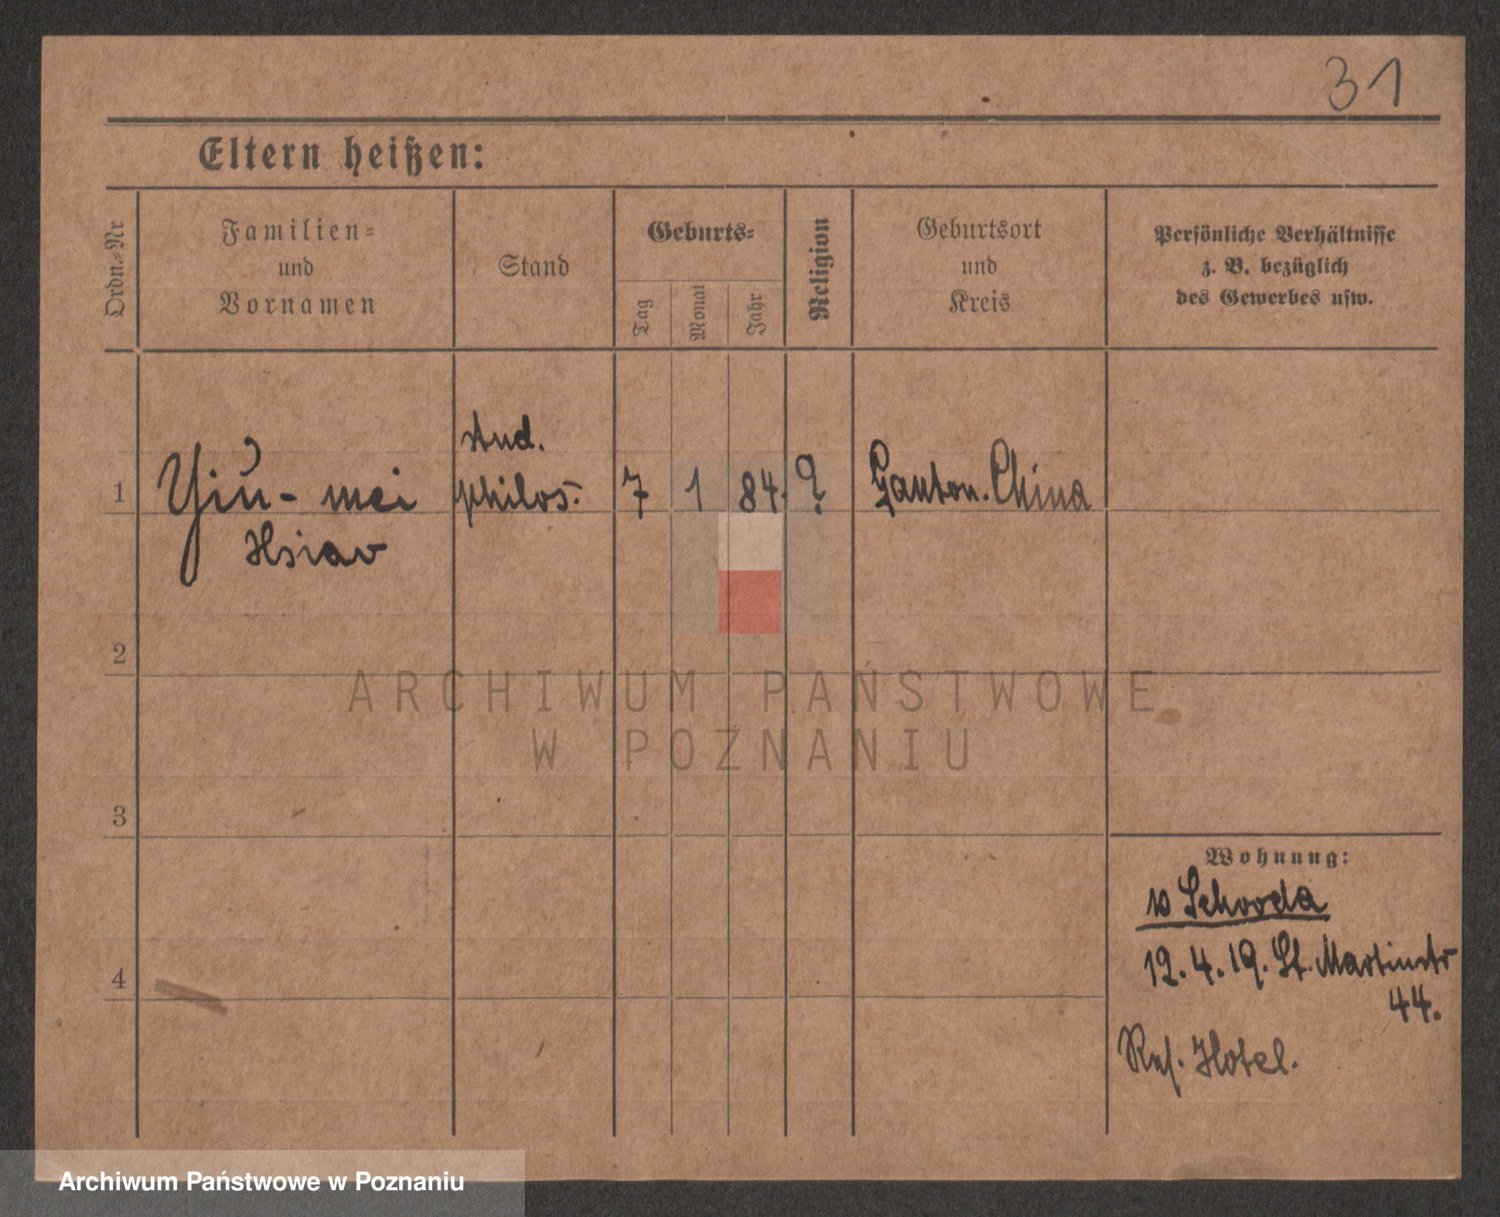 31
Eltern heißen:
Ordn.-Nr
Familien-
und
Vornamen
Stand
Geburts-
Tag
Monat
Jahr
Religion
Geburtsort
und
Kreis
Persönliche Verhältnisse
z. B. bezüglich
des Gewerbes usw.
stud.
1 Yiu-mei philos. 7 1 84. ? Canton. China
Hsiao
2
ARCHIWUM PAŃSTWOWE
W POZNANIU
3
Wohnung:
v Schroda
4
12.4.19. St. Martinstr
44.
Hotel.
Archiwum Państwowe w Poznaniu